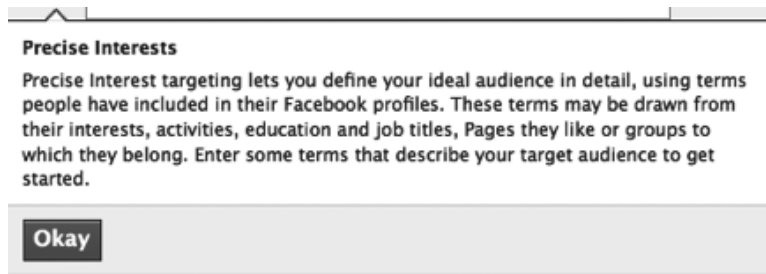 Precise Interests
Precise Interest targeting lets you define your ideal audience in detail, using terms
people have included in their Facebook profiles. These terms may be drawn from
their interests, activities, education and job titles, Pages they like or groups to
which they belong. Enter some terms that describe your target audience to get
started.
Okay